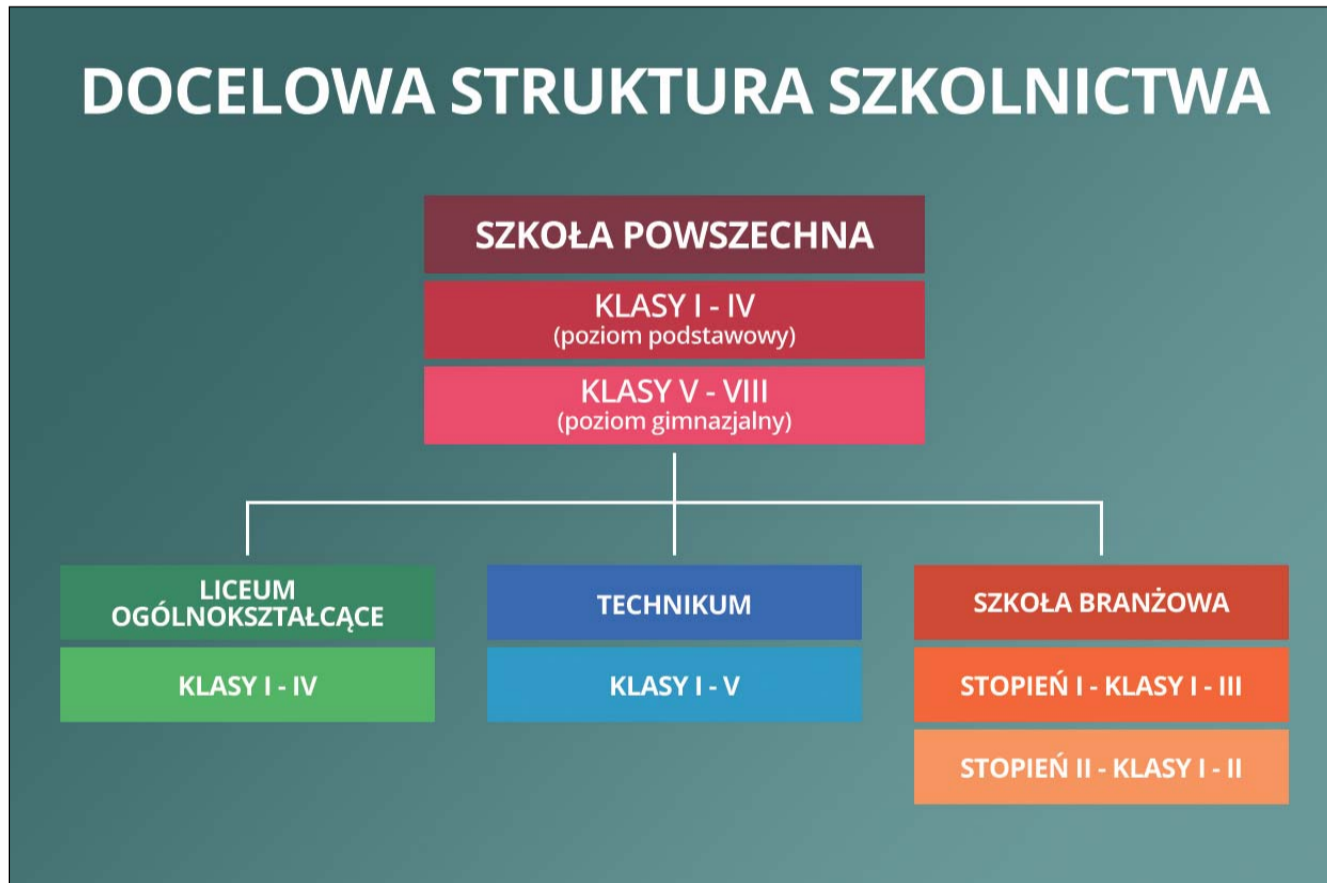 DOCELOWA STRUKTURA SZKOLNICTWA
SZKOŁA POWSZECHNA
KLASY I - IV
(poziom podstawowy)
KLASY V - VIII
(poziom gimnazjalny)
LICEUM
OGÓLNOKSZTAŁCĄCE
KLASY I - IV
TECHNIKUM
KLASY I - V
SZKOŁA BRANŻOWA
STOPIEŃ I - KLASY I - III
STOPIEŃ II - KLASY I - II